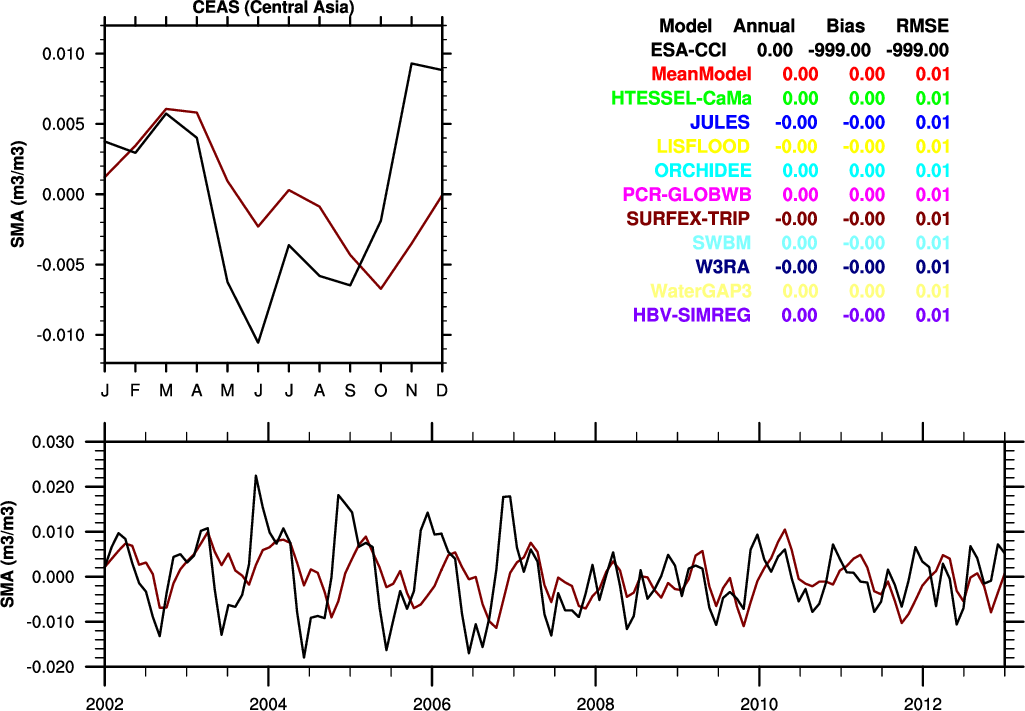 CEAS (Central Asia)
SMA (m3/m3)
0.010
0.005
0.000
-0.005
-0.010
J F M A M J J A S O N D
Model Annual Bias RMSE
ESA-CCI 0.00 -999.00 -999.00
MeanModel 0.00 0.00 0.01
HTESSEL-CaMa 0.00 0.00 0.01
JULES -0.00 -0.00 0.01
LISFLOOD -0.00 -0.00 0.01
ORCHIDEE 0.00 0.00 0.01
PCR-GLOBWB 0.00 0.00 0.01
SURFEX-TRIP -0.00 -0.00 0.01
SWBM 0.00 -0.00 0.01
W3RA -0.00 -0.00 0.01
WaterGAP3 0.00 0.00 0.01
HBV-SIMREG 0.00 -0.00 0.01
SMA (m3/m3)
0.030
0.020
0.010
0.000
-0.010
-0.020
2002 2004 2006 2008 2010 2012